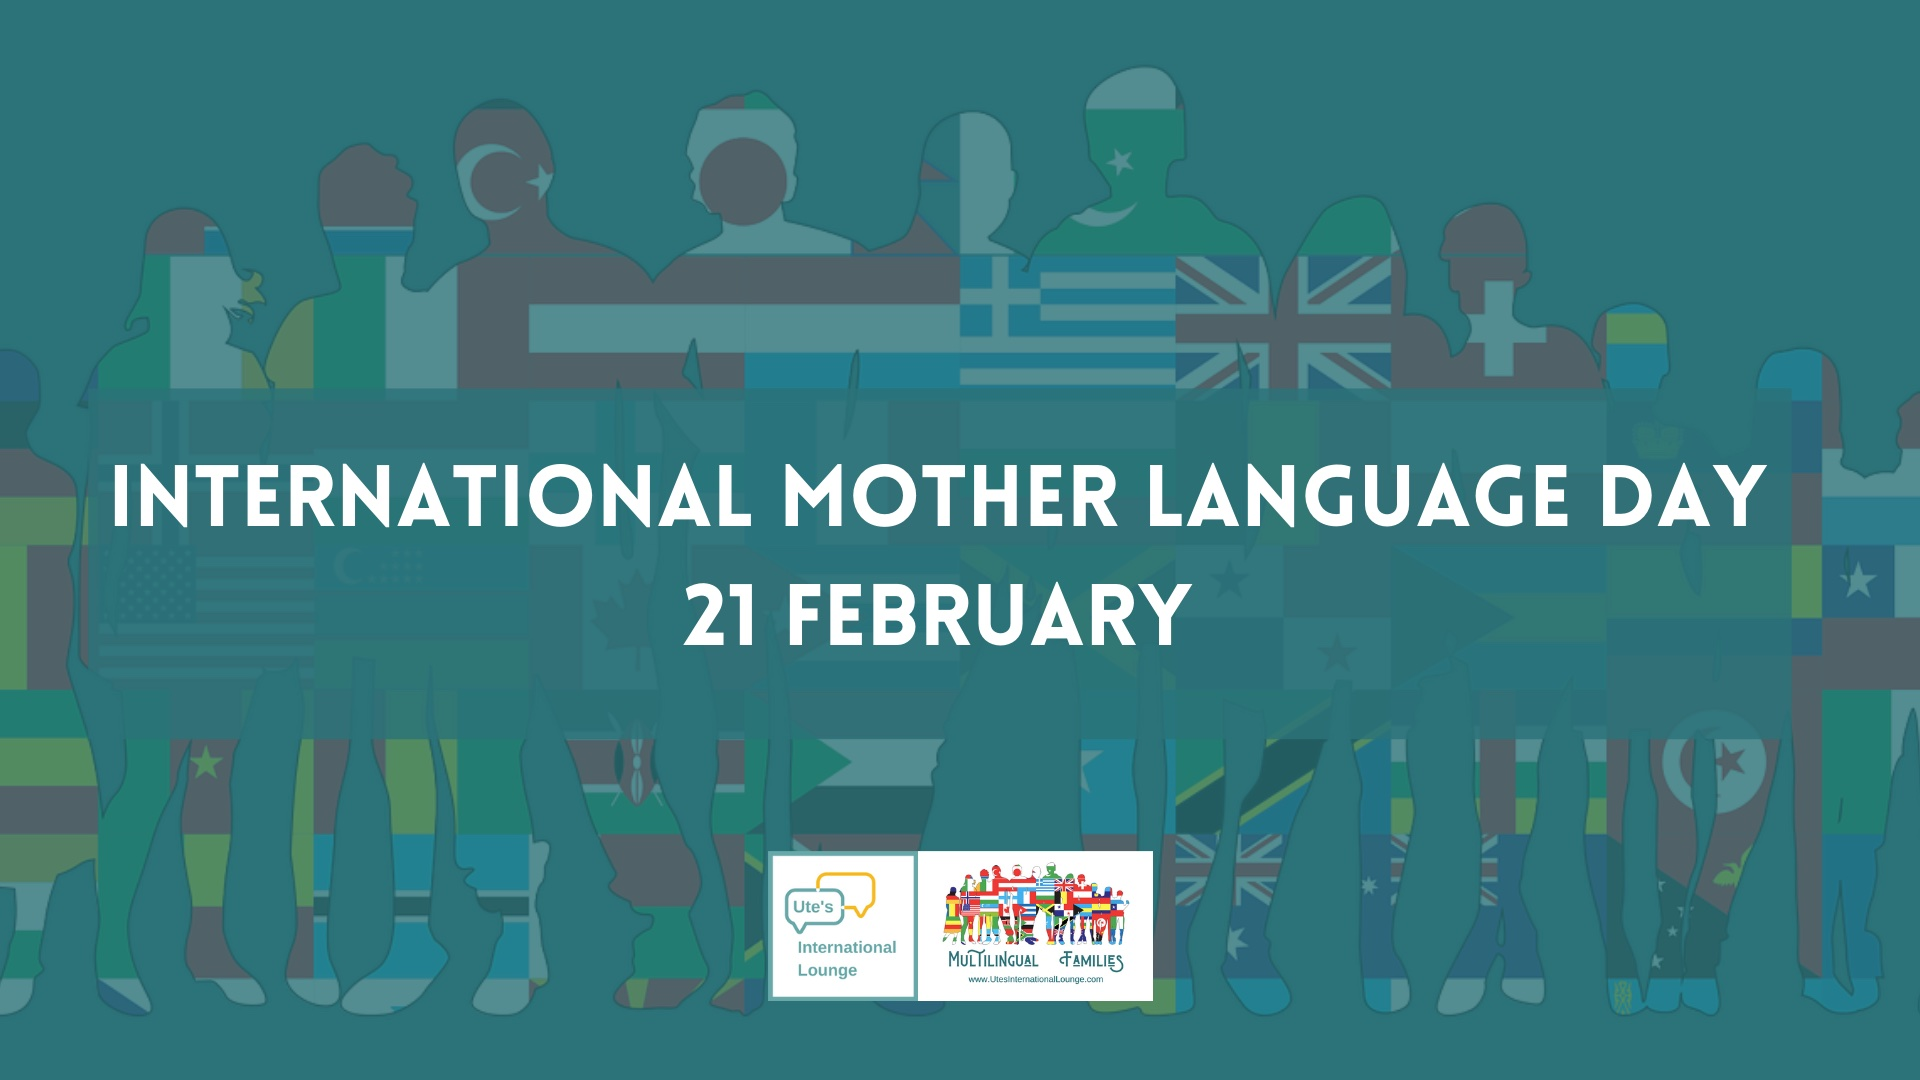 INTERNATIONAL MOTHER LANGUAGE DAY
21 FEBRUARY
Ute's
International
Lounge
MULTILINGUAL FAMILIES
www.UtesInternationalLounge.com